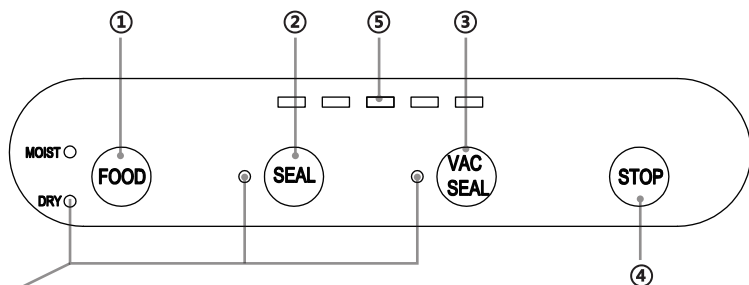 ① ② ⑤ ③
MOIST
FOOD SEAL VAC SEAL STOP
DRY
④